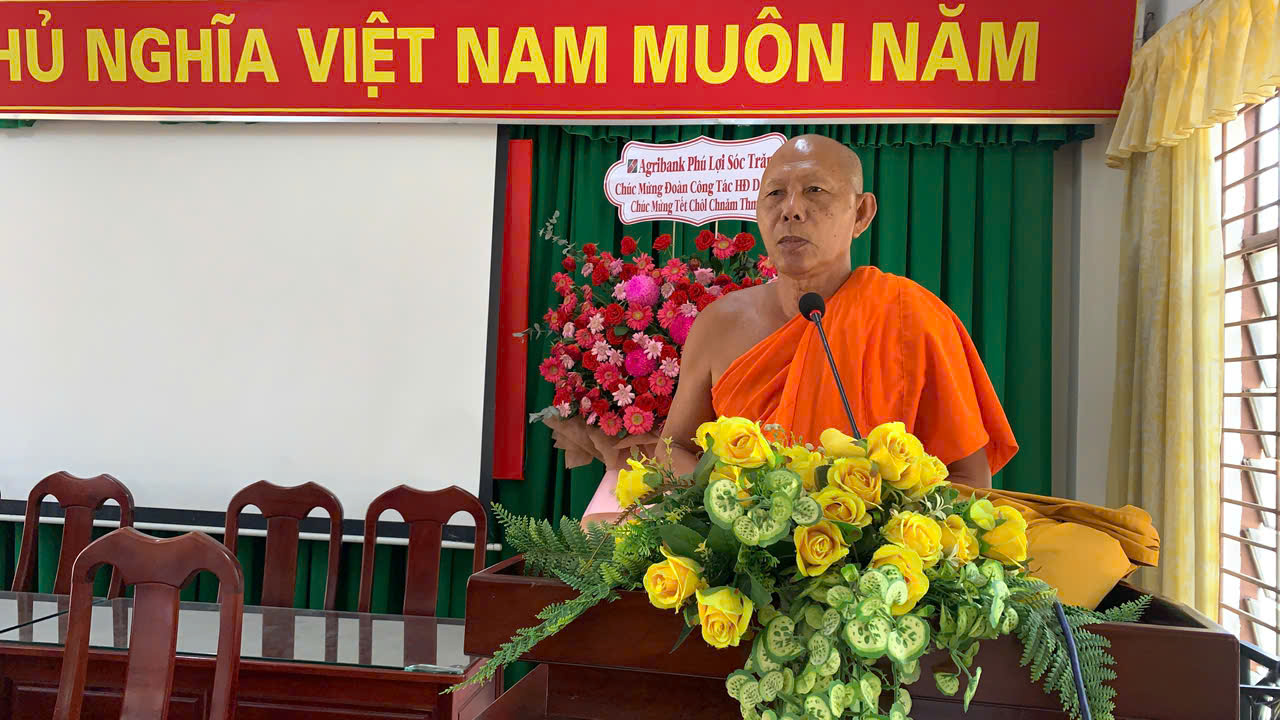 HỦ NGHĨA VIỆT NAM MUÔN NĂM
Agribank Phú Lợi Sóc Trăn
Chúc Mừng Đoàn Công Tác HĐ D
Chúc Mừng Tết Chôl Chnăm Thm